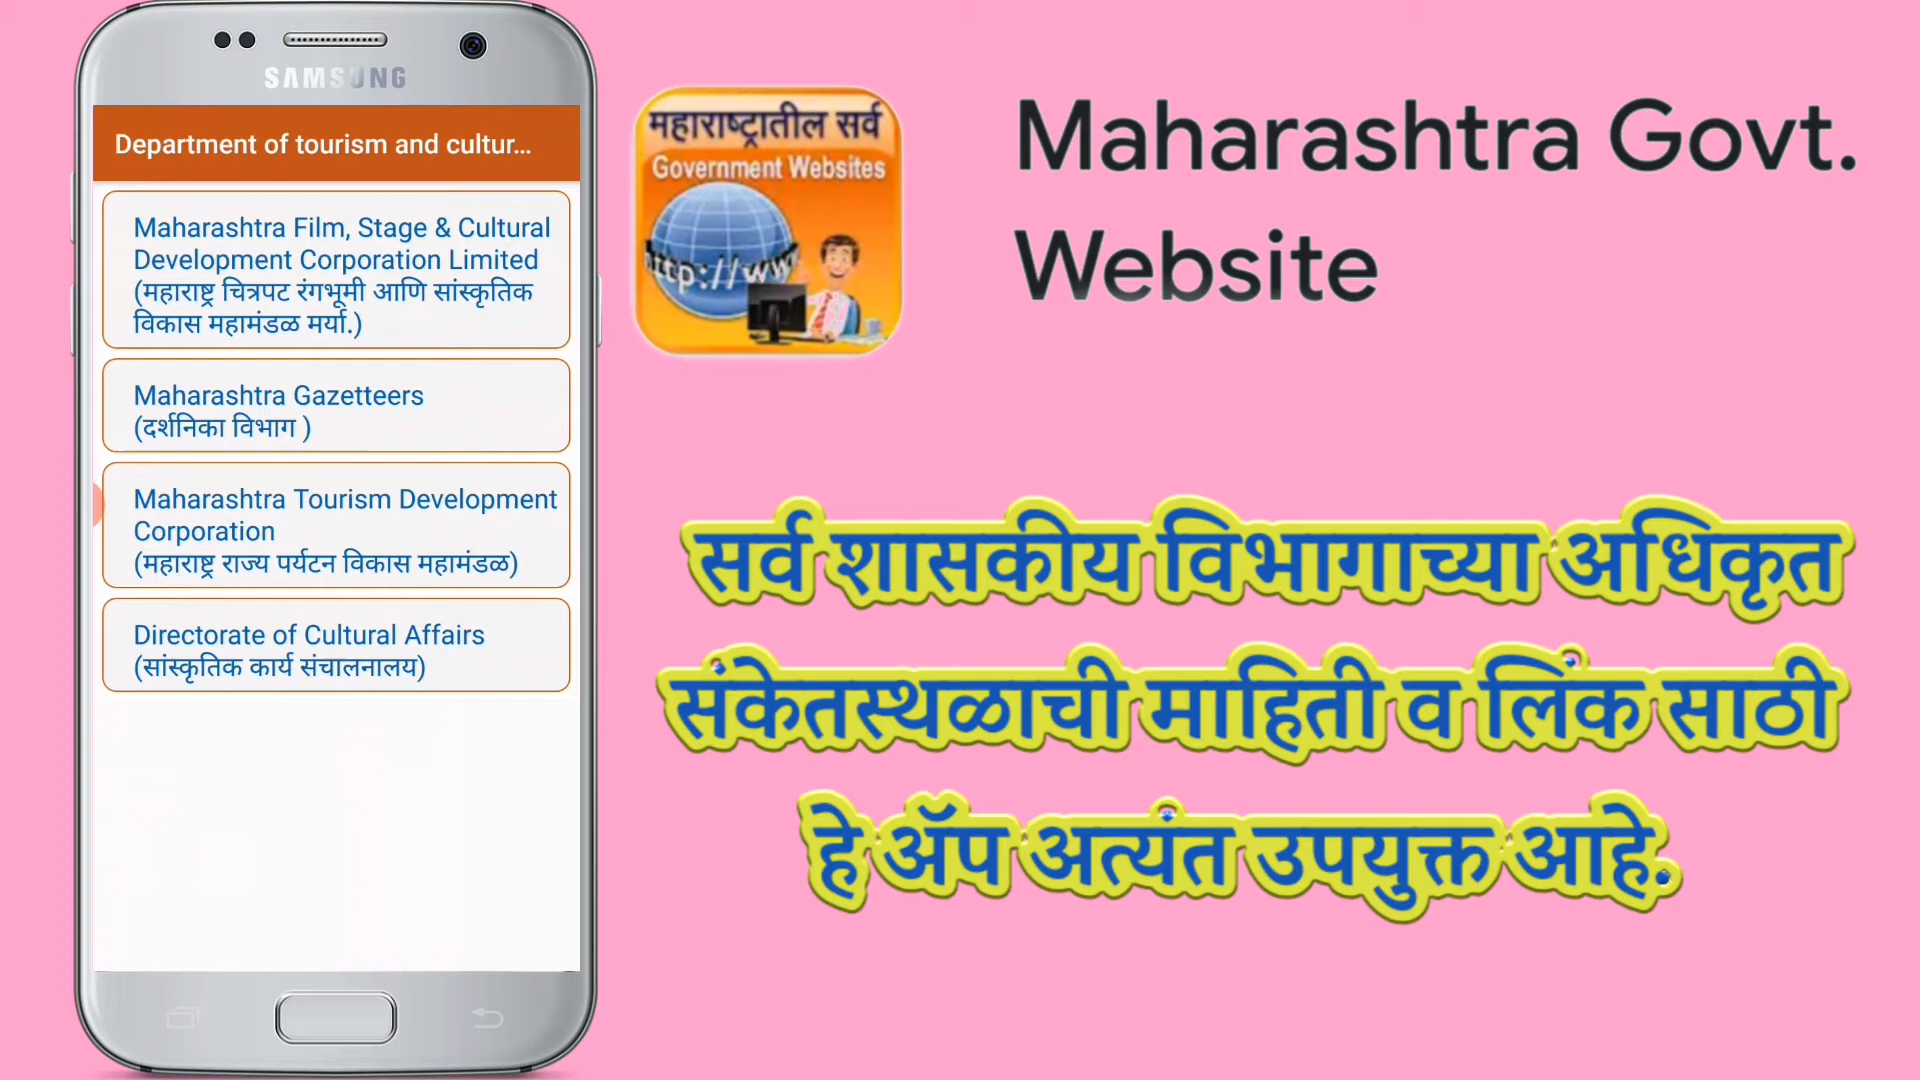 SAMSUNG
Department of tourism and cultur...
Maharashtra Film, Stage & Cultural
Development Corporation Limited
(महाराष्ट्र चित्रपट रंगभूमी आणि सांस्कृतिक
विकास महामंडळ मर्या.)
Maharashtra Gazetteers
(दर्शनिका विभाग )
Maharashtra Tourism Development
Corporation
(महाराष्ट्र राज्य पर्यटन विकास महामंडळ)
Directorate of Cultural Affairs
(सांस्कृतिक कार्य संचालनालय)
महाराष्ट्रातील सर्व
Government Websites
http://www
Maharashtra Govt.
Website
सर्व शासकीय विभागाच्या अधिकृत
संकेतस्थळाची माहिती व लिंक साठी
हे ॲप अत्यंत उपयुक्त आहे.